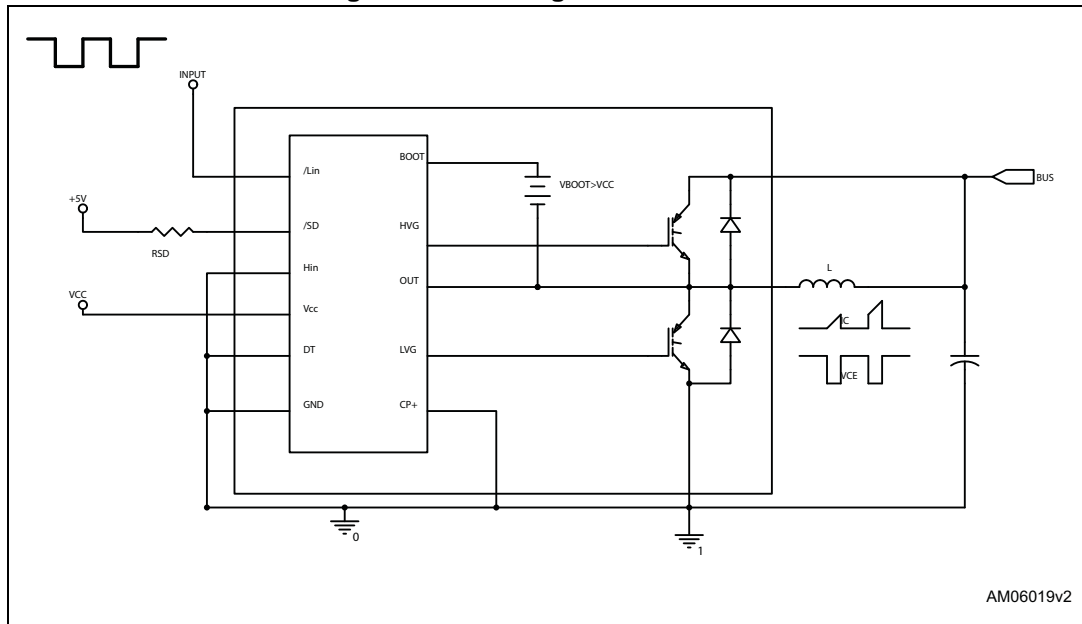 INPUT
BOOT
/Lin
VBOOT>VCC
BUS
+5V
/SD
HVG
RSD
Hin
OUT
L
VCC
Vcc
IC
DT
LVG
VCE
GND
CP+
0
1
AM06019v2